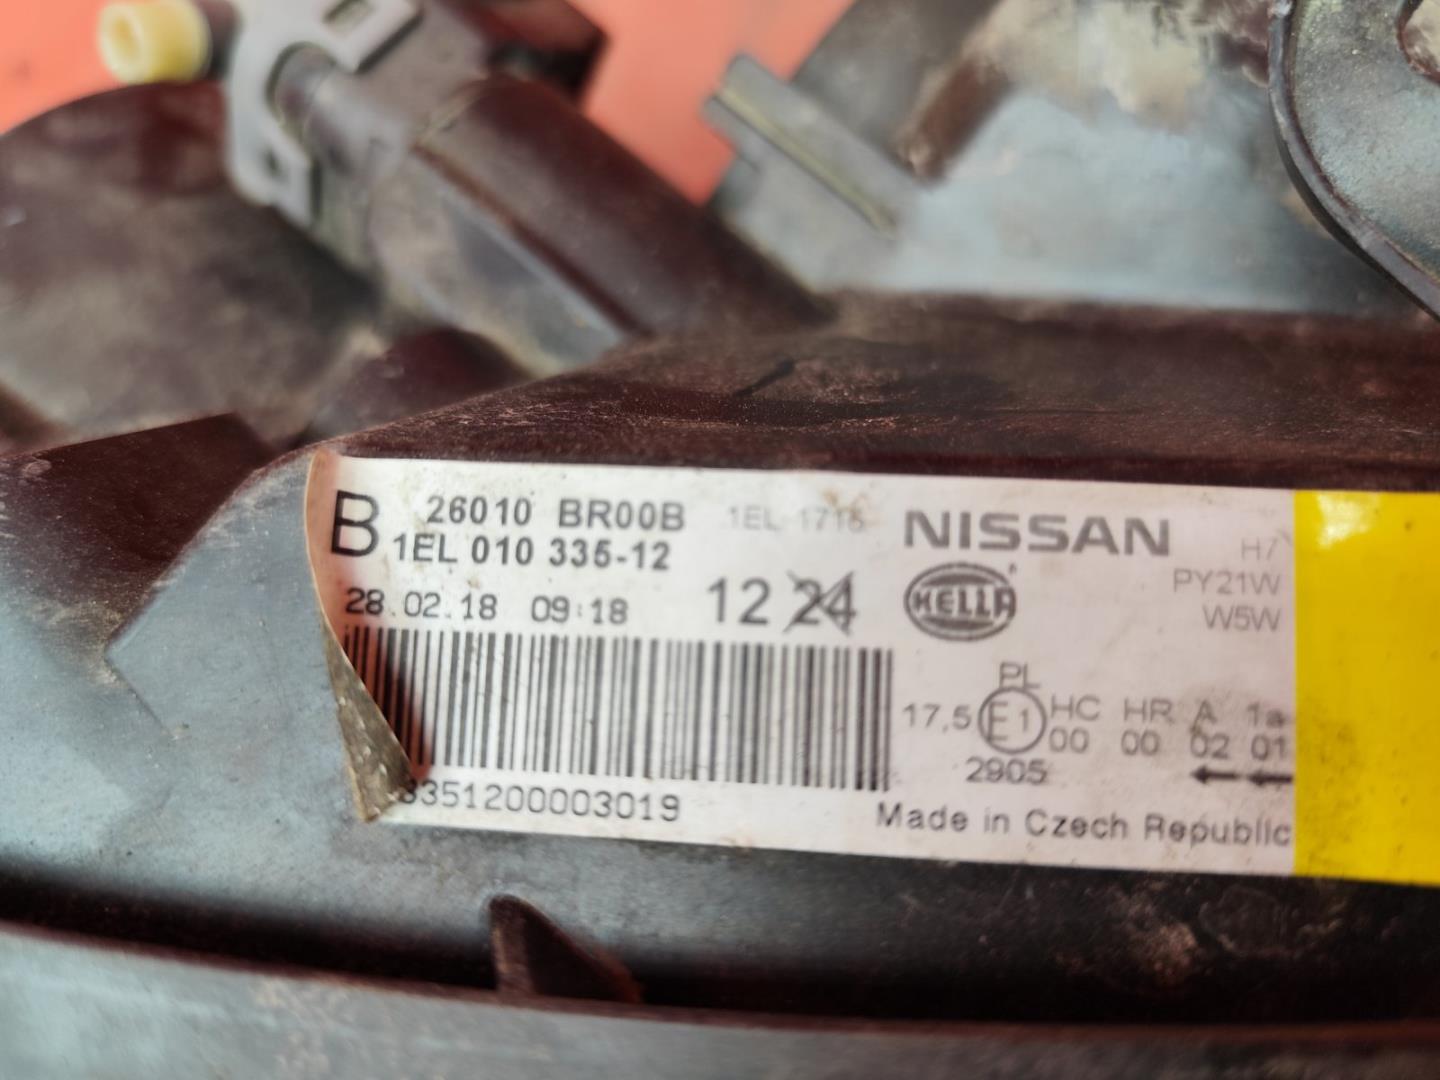 B
26010 BR00B
1EL 1716
NISSAN
1EL 010 335-12
H7
PY21W
W5W
28.02.18 09:18
12 24
HELLA
PL
17,5 E1 HC HR A 1a
00 00 02 01
2905
3351200003019
Made in Czech Republic